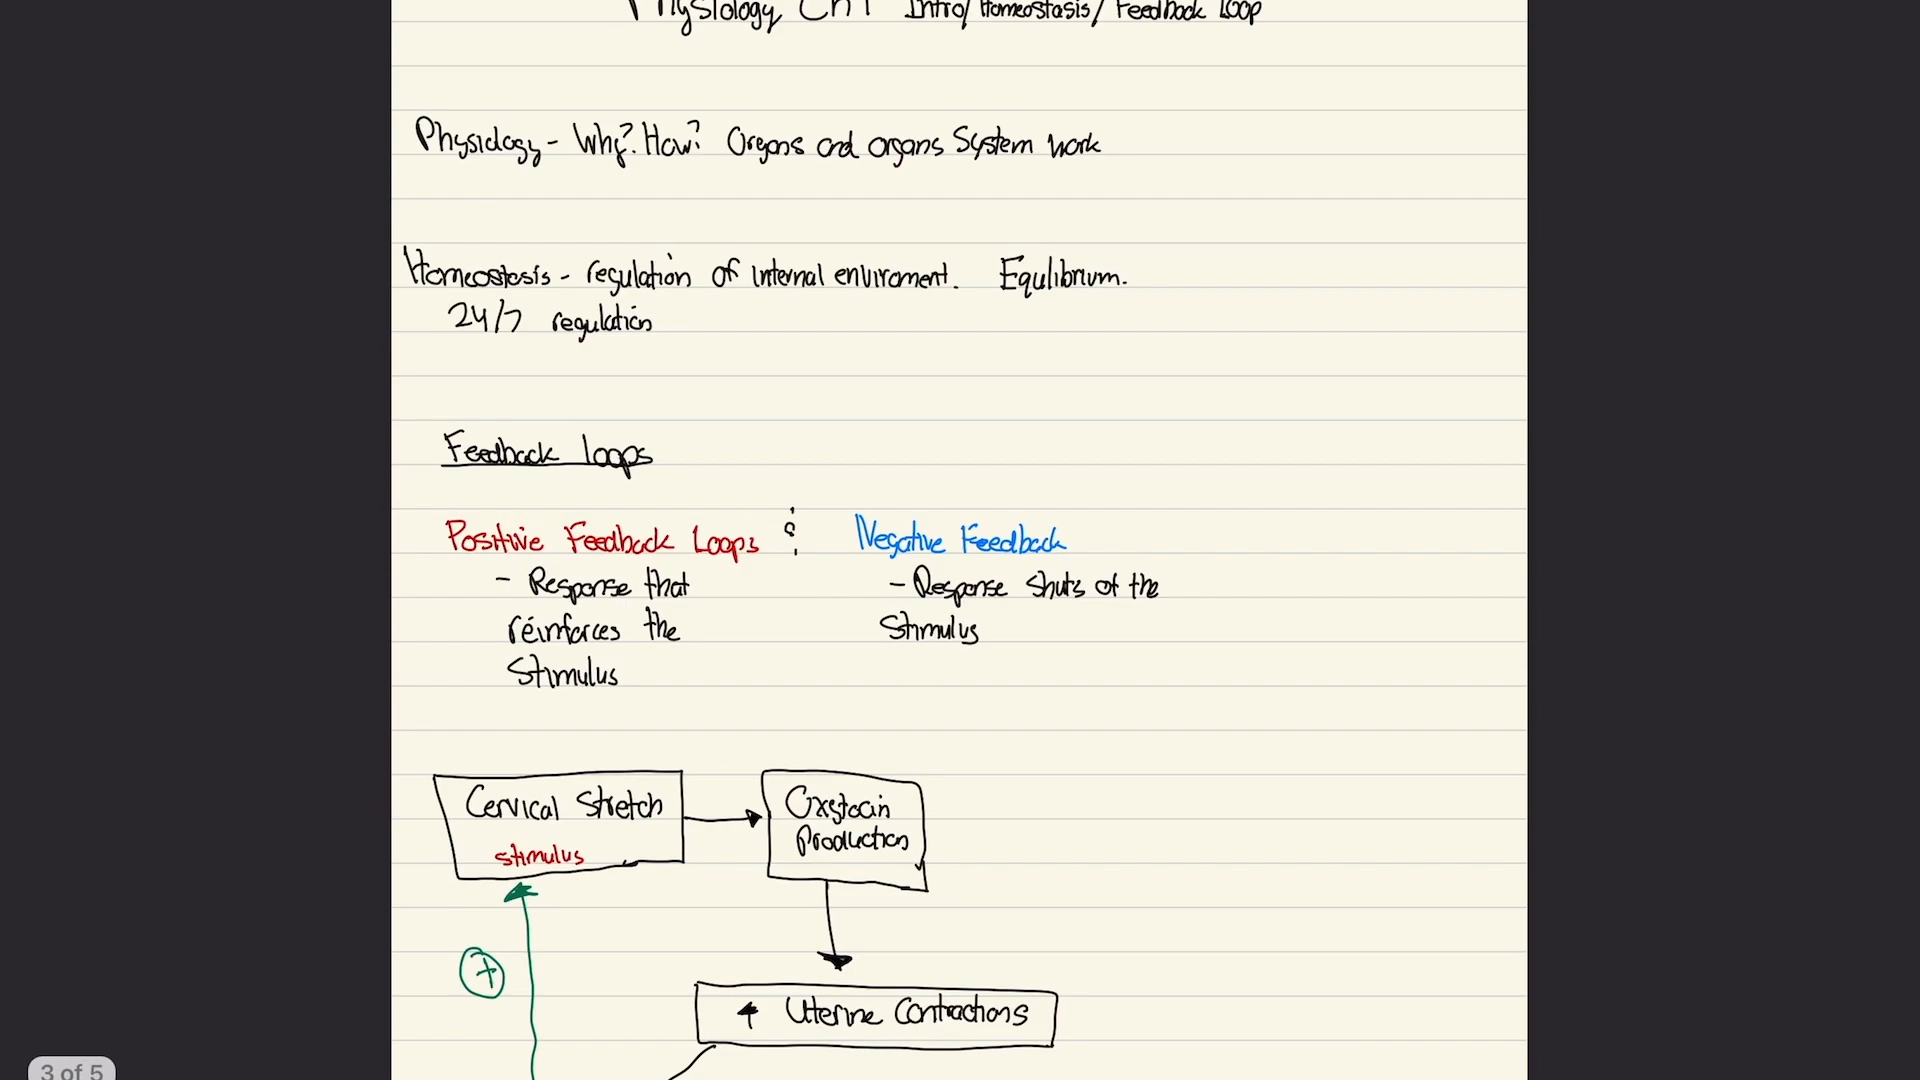 Physiology Ch 1 Intro/Homeostasis/Feedback Loop
Physiology - Why? How? Organs and organs System work
Homeostasis - regulation of internal enviroment. Equlibrium.
24/7 regulation
Feedback loops
Positive Feedback Loops
Negative Feedback
- Response that
reinforces the
Stimulus
- Response shuts of the
Stimulus
Cervical Stretch
stimulus
Oxytocin
Production
+
↑ Uterine Contractions
3 of 5